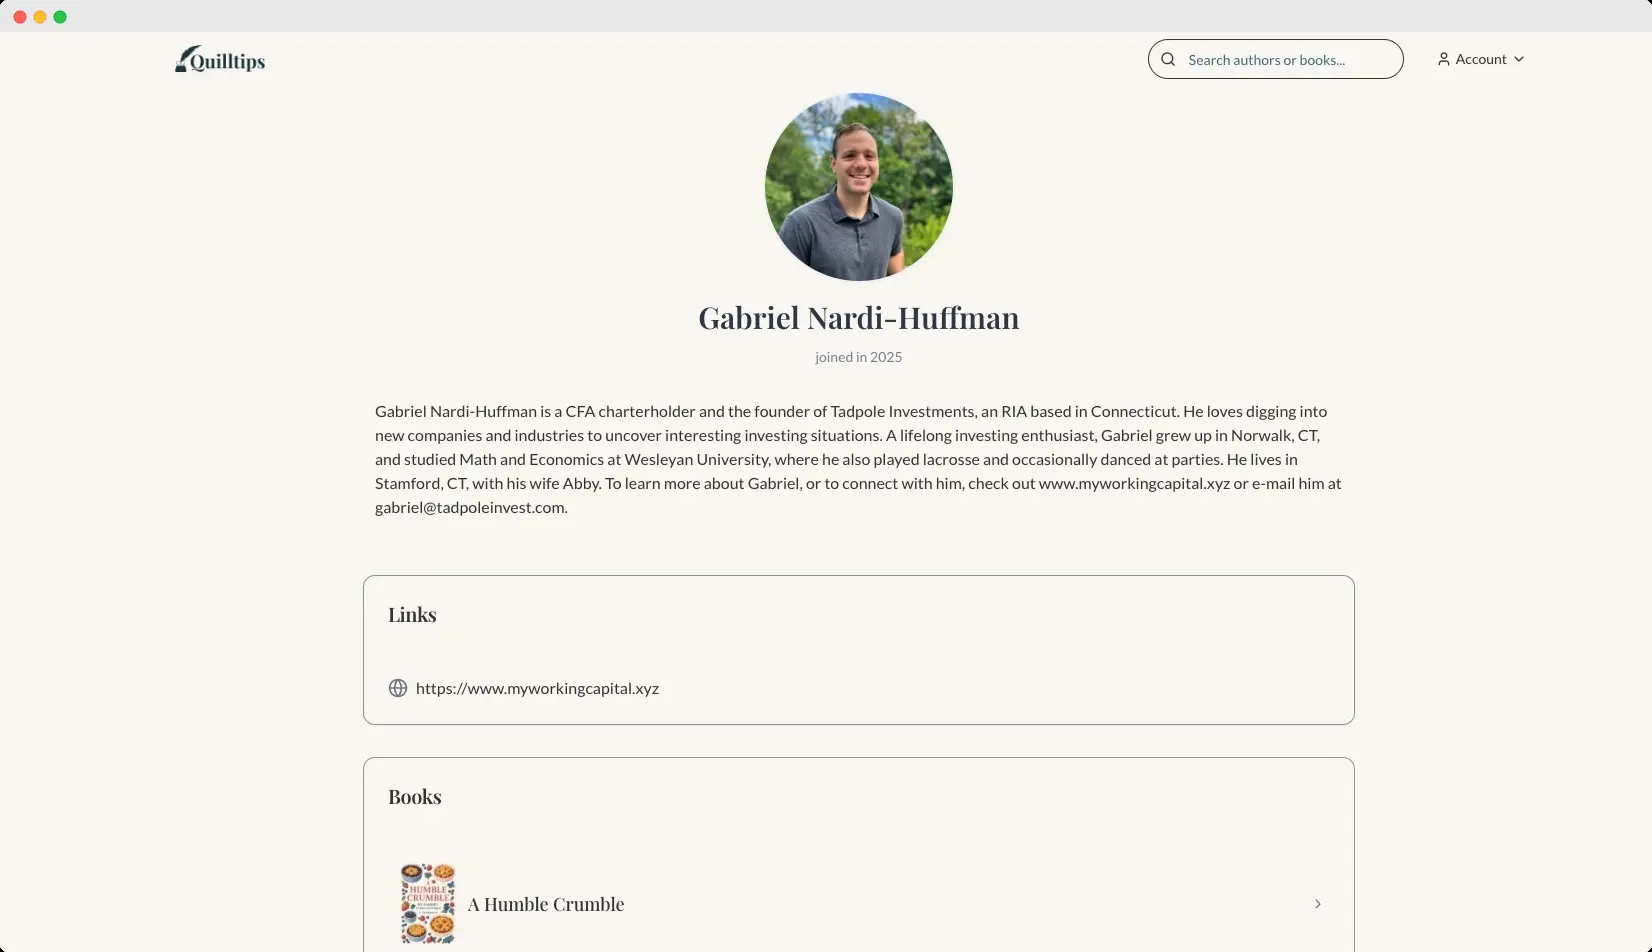 Quilltips
Search authors or books...
Account
Gabriel Nardi-Huffman
joined in 2025
Gabriel Nardi-Huffman is a CFA charterholder and the founder of Tadpole Investments, an RIA based in Connecticut. He loves digging into
new companies and industries to uncover interesting investing situations. A lifelong investing enthusiast, Gabriel grew up in Norwalk, CT,
and studied Math and Economics at Wesleyan University, where he also played lacrosse and occasionally danced at parties. He lives in
Stamford, CT, with his wife Abby. To learn more about Gabriel, or to connect with him, check out www.myworkingcapital.xyz or e-mail him at
gabriel@tadpoleinvest.com.
Links
https://www.myworkingcapital.xyz
Books
A
HUMBLE
CRUMBLE
A Humble Crumble